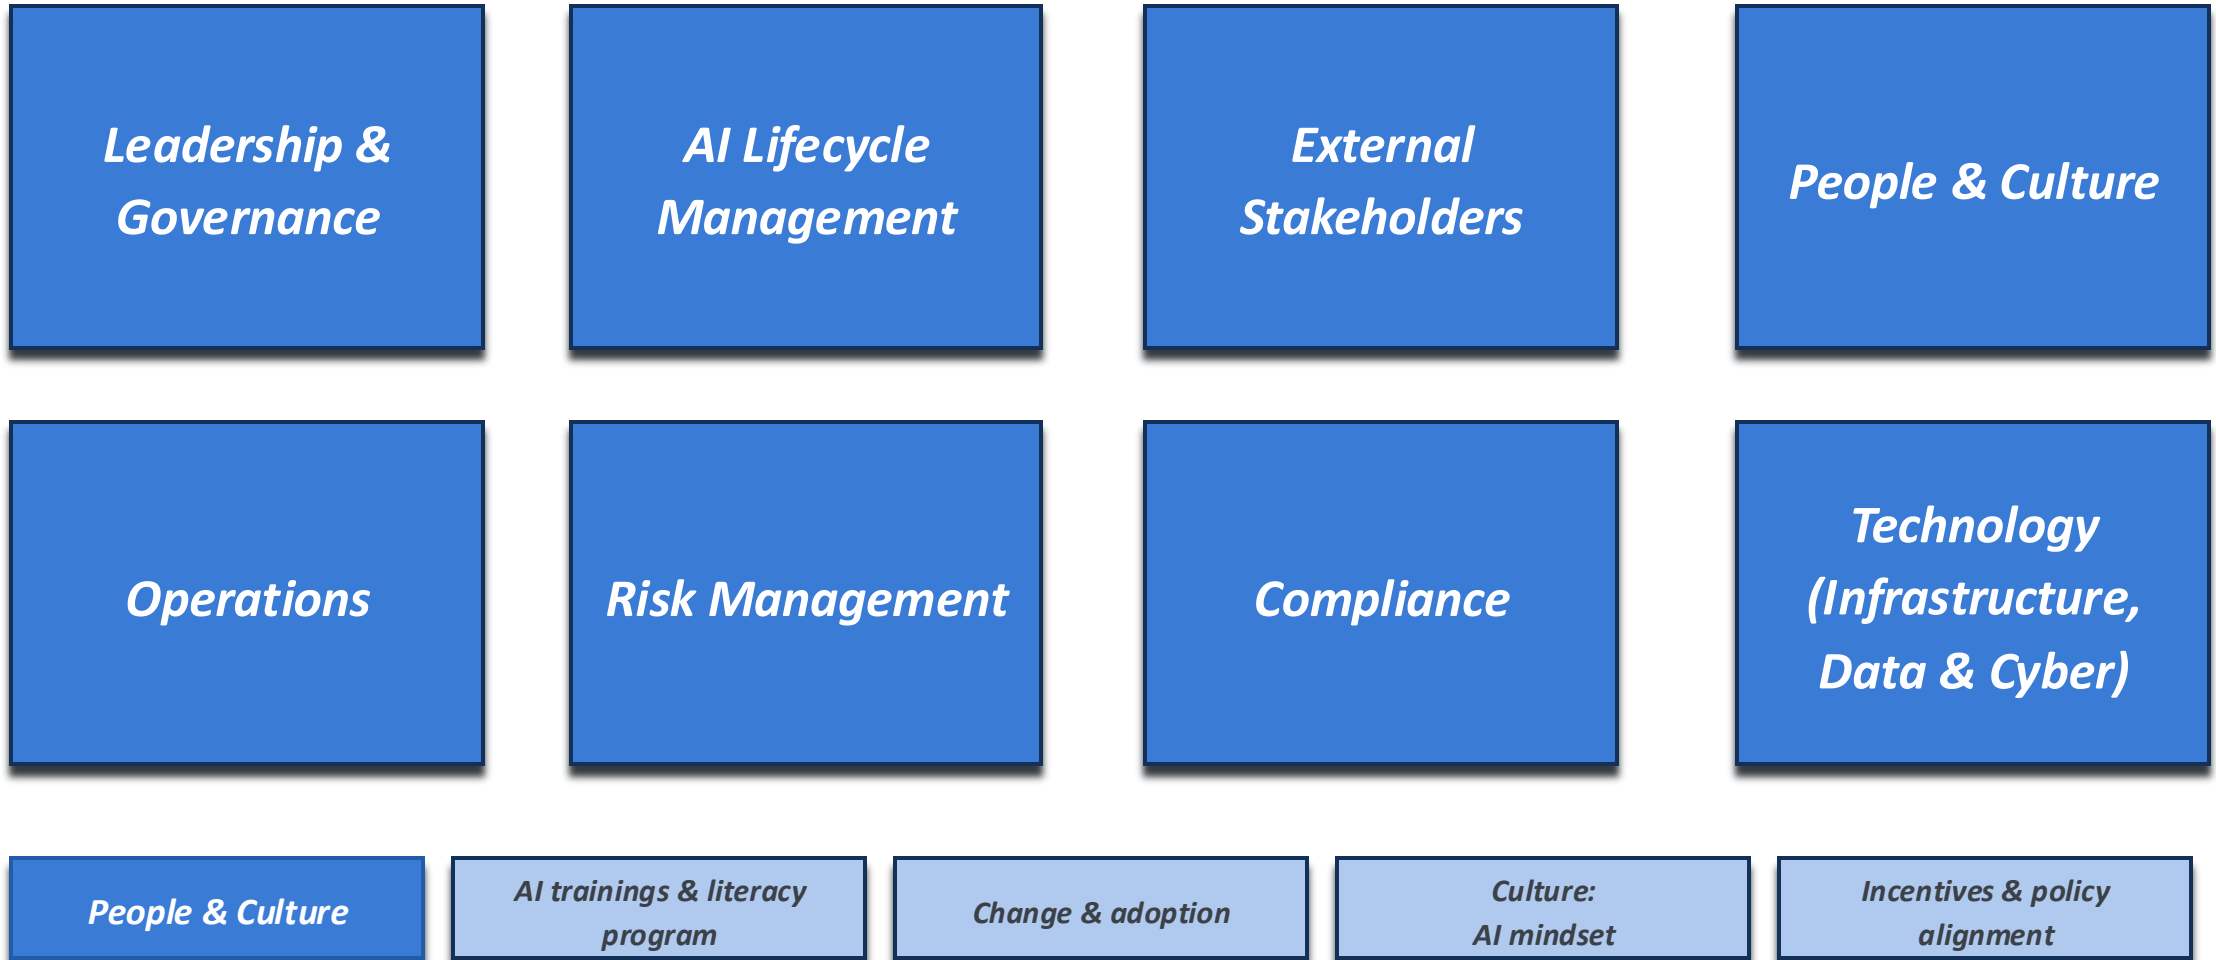 Leadership &
Governance
AI Lifecycle
Management
External
Stakeholders
People & Culture
Operations
Risk Management
Compliance
Technology
(Infrastructure,
Data & Cyber)
People & Culture
AI trainings & literacy
program
Change & adoption
Culture:
AI mindset
Incentives & policy
alignment